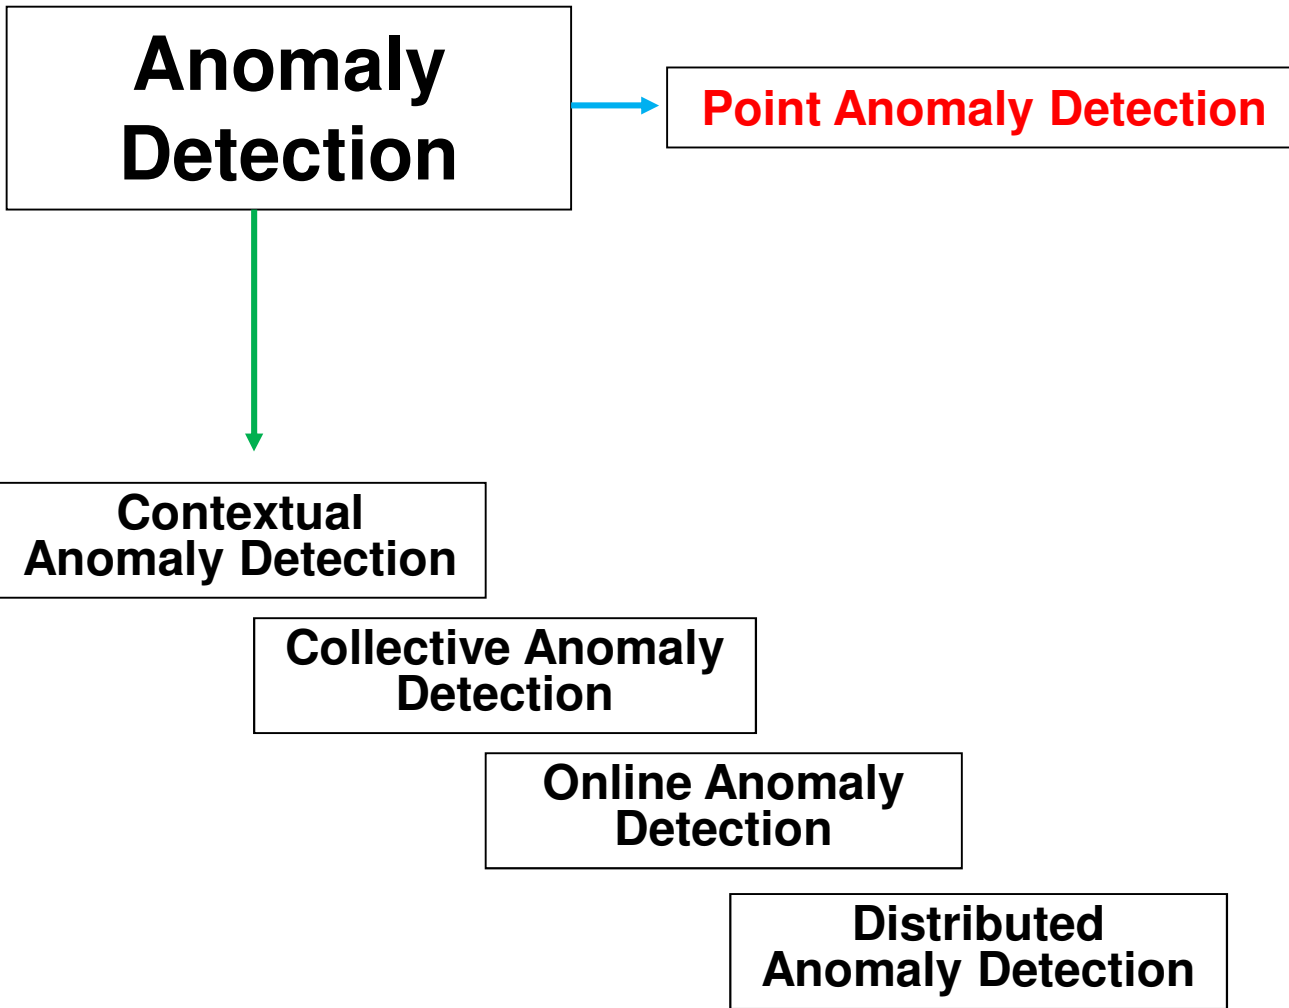 Anomaly
Detection
Point Anomaly Detection
Contextual
Anomaly Detection
Collective Anomaly
Detection
Online Anomaly
Detection
Distributed
Anomaly Detection